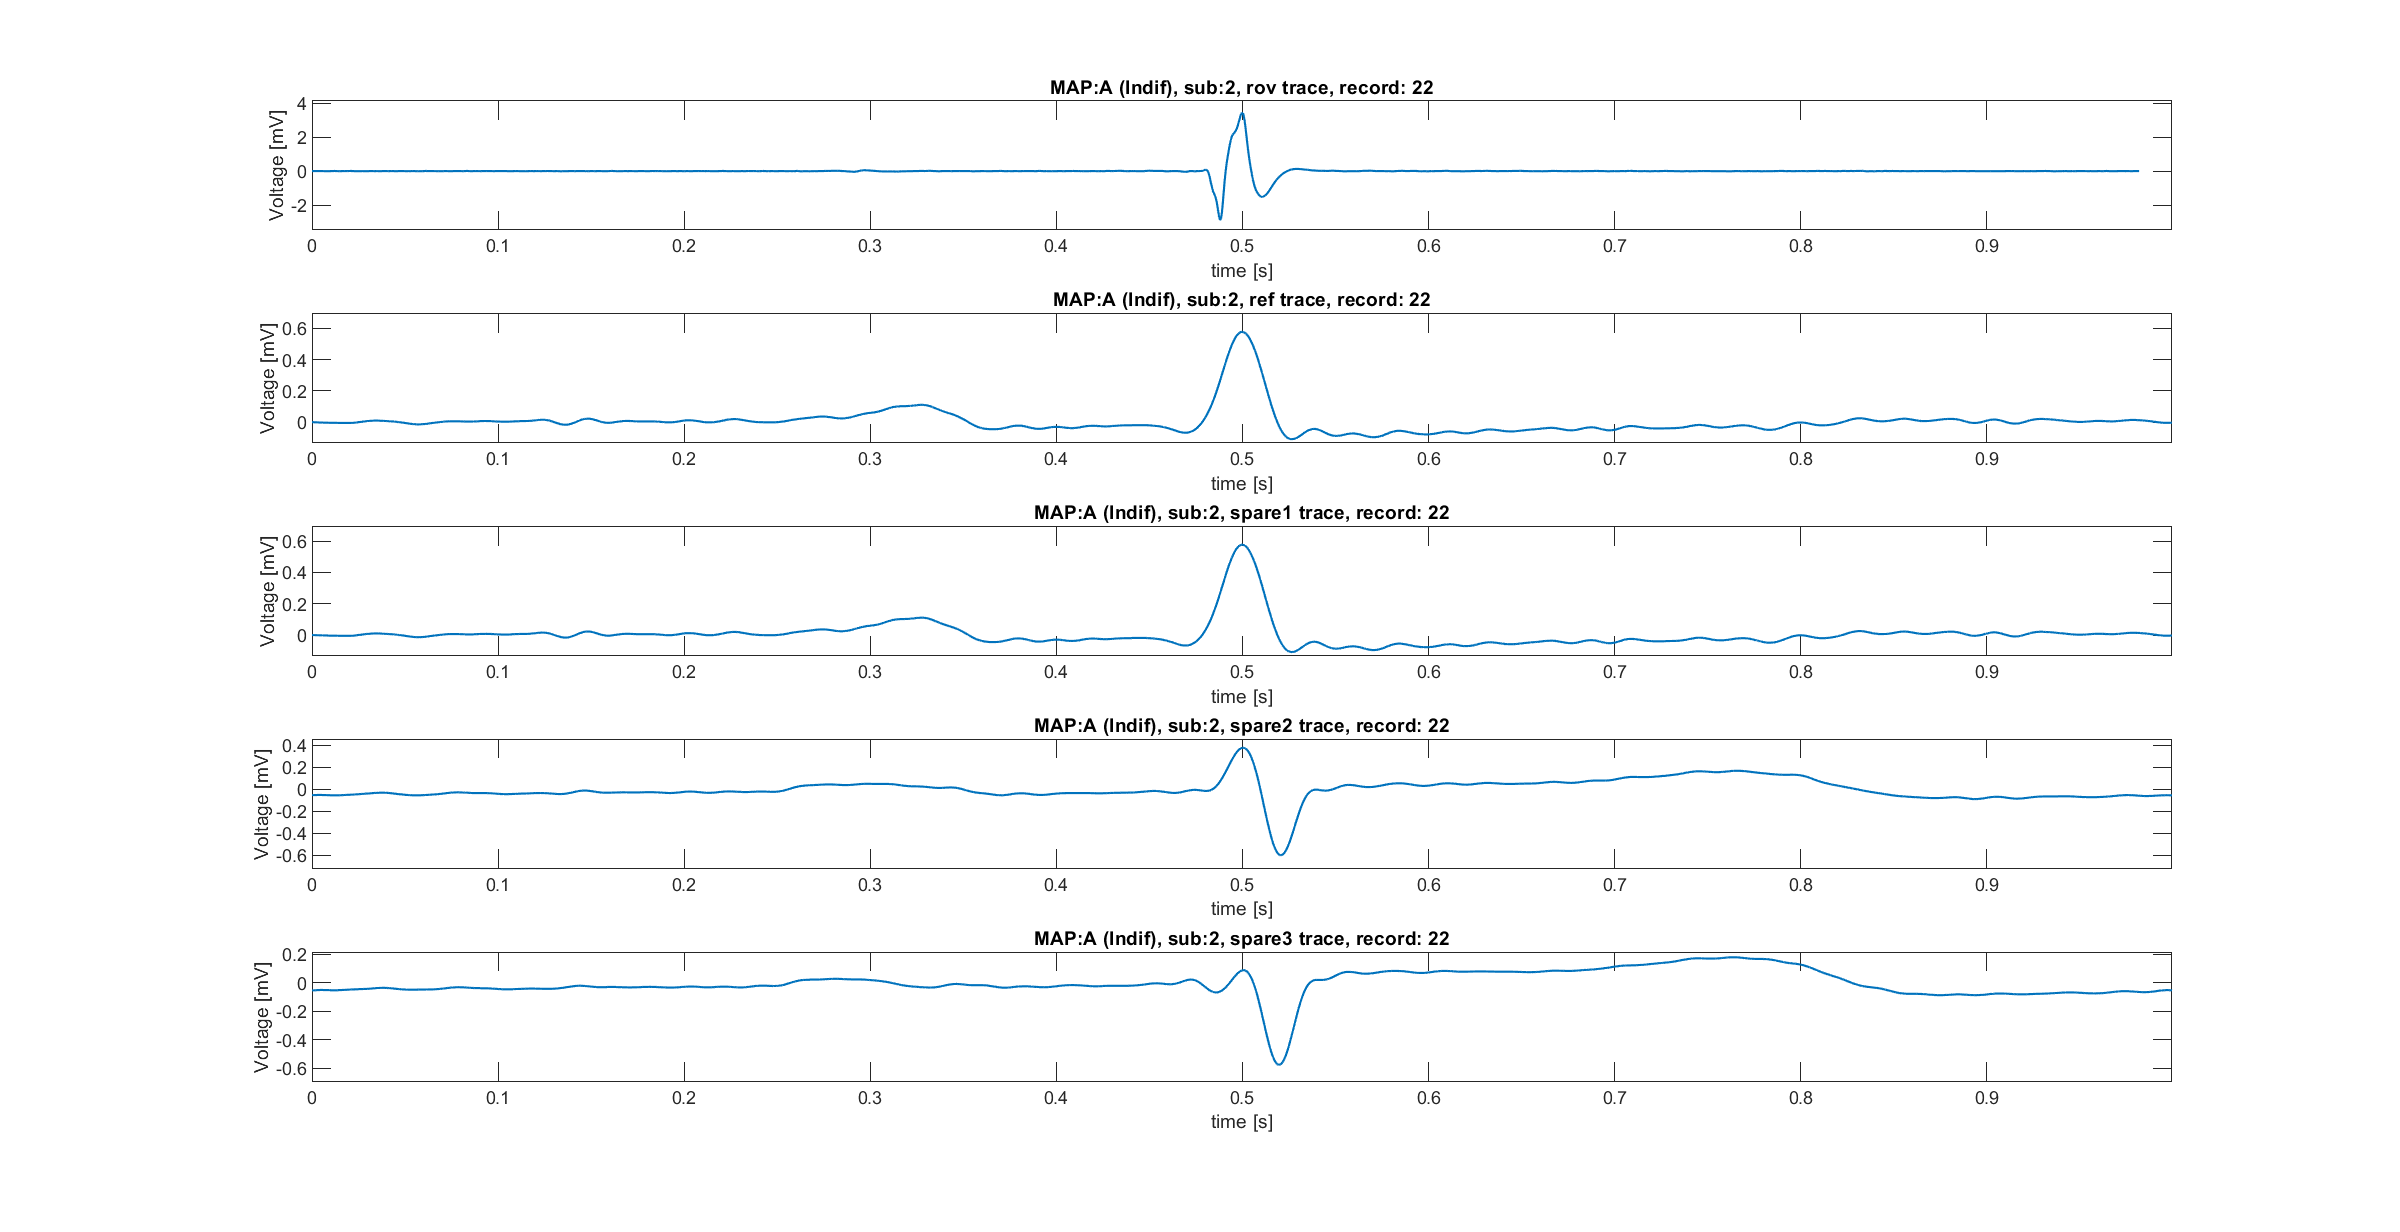 MAP:A (Indif), sub:2, rov trace, record: 22
Voltage [mV]
4
2
0
-2
0 0.1 0.2 0.3 0.4 0.5 0.6 0.7 0.8 0.9
time [s]
MAP:A (Indif), sub:2, ref trace, record: 22
Voltage [mV]
0.6
0.4
0.2
0
0 0.1 0.2 0.3 0.4 0.5 0.6 0.7 0.8 0.9
time [s]
MAP:A (Indif), sub:2, spare1 trace, record: 22
Voltage [mV]
0.6
0.4
0.2
0
0 0.1 0.2 0.3 0.4 0.5 0.6 0.7 0.8 0.9
time [s]
MAP:A (Indif), sub:2, spare2 trace, record: 22
Voltage [mV]
0.4
0.2
0
-0.2
-0.4
-0.6
0 0.1 0.2 0.3 0.4 0.5 0.6 0.7 0.8 0.9
time [s]
MAP:A (Indif), sub:2, spare3 trace, record: 22
Voltage [mV]
0.2
0
-0.2
-0.4
-0.6
0 0.1 0.2 0.3 0.4 0.5 0.6 0.7 0.8 0.9
time [s]